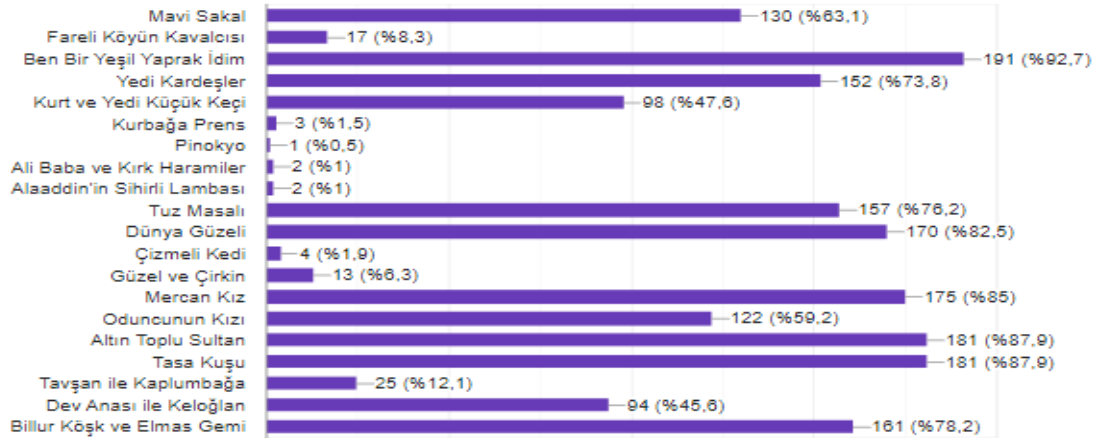 Mavi Sakal 130 (%63,1)
Fareli Köyün Kavalcısı 17 (%8,3)
Ben Bir Yeşil Yaprak İdim 191 (%92,7)
Yedi Kardeşler 152 (%73,8)
Kurt ve Yedi Küçük Keçi 98 (%47,6)
Kurbağa Prens 3 (%1,5)
Pinokyo 1 (%0,5)
Ali Baba ve Kırk Haramiler 2 (%1)
Alaaddin'in Sihirli Lambası 2 (%1)
Tuz Masalı 157 (%76,2)
Dünya Güzeli 170 (%82,5)
Çizmeli Kedi 4 (%1,9)
Güzel ve Çirkin 13 (%6,3)
Mercan Kız 175 (%85)
Oduncunun Kızı 122 (%59,2)
Altın Toplu Sultan 181 (%87,9)
Tasa Kuşu 181 (%87,9)
Tavşan ile Kaplumbağa 25 (%12,1)
Dev Anası ile Keloğlan 94 (%45,6)
Billur Köşk ve Elmas Gemi 161 (%78,2)